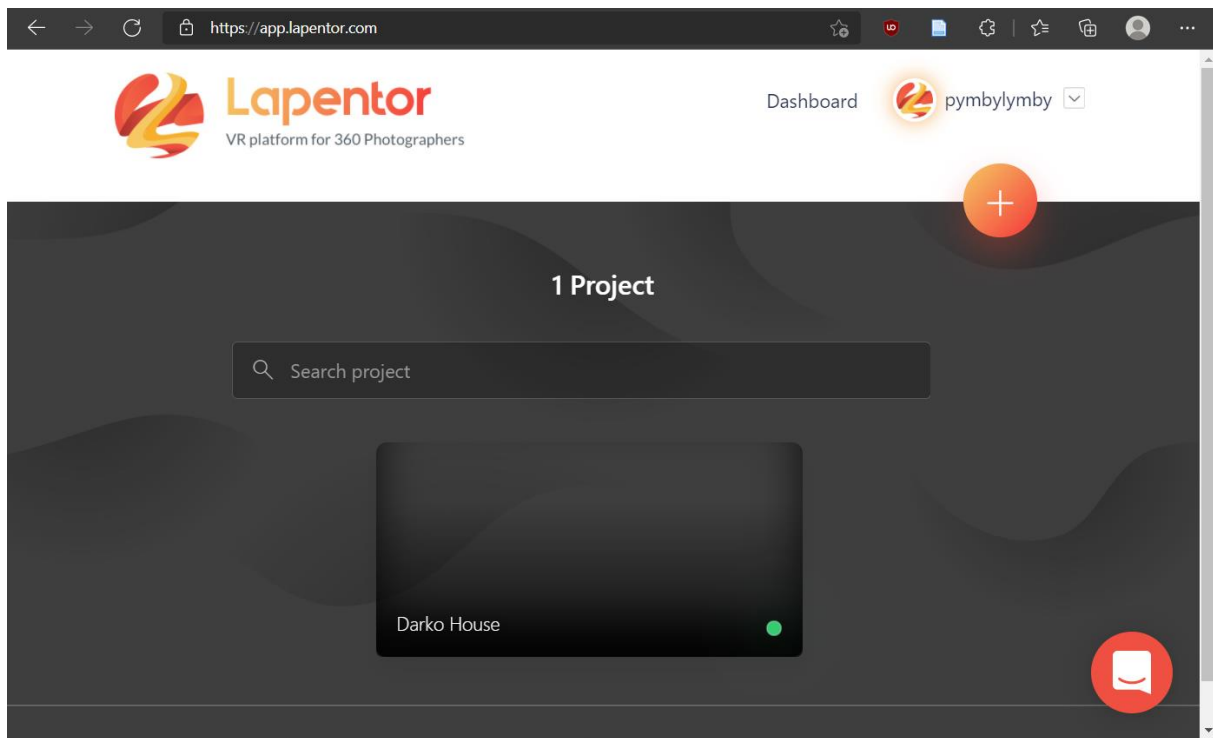 https://app.lapentor.com
Lapentor
VR platform for 360 Photographers
Dashboard
pymbylymby
1 Project
Search project
Darko House